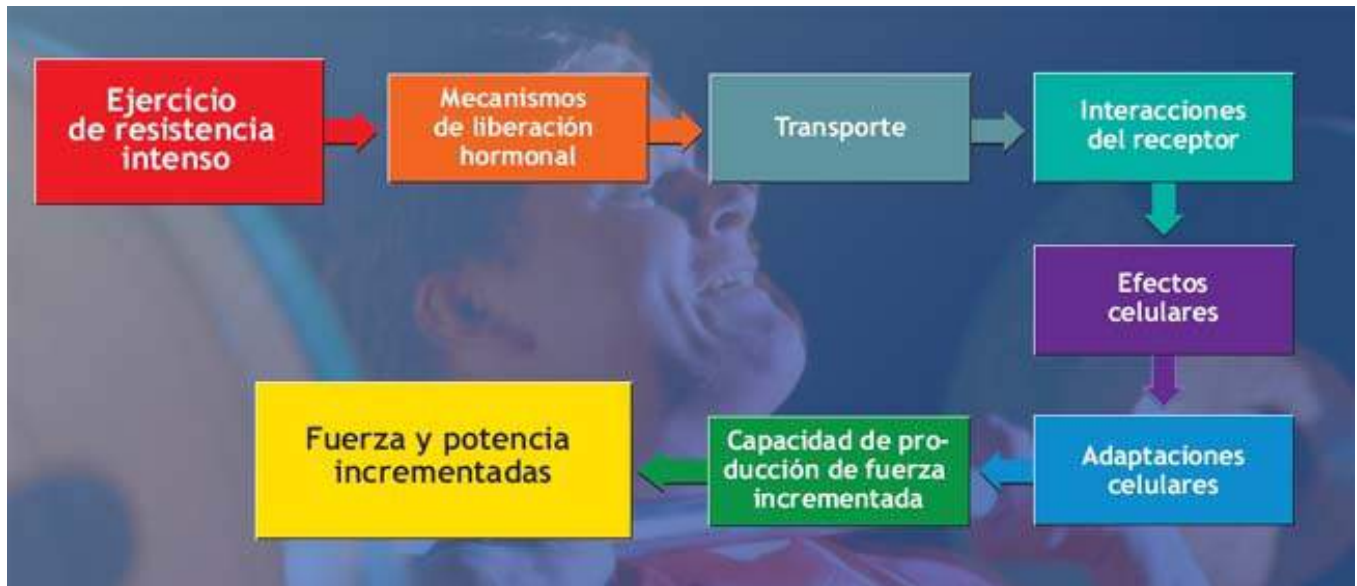 Ejercicio
de resistencia
intenso
Mecanismos
de liberación
hormonal
Transporte
Interacciones
del receptor
Efectos
celulares
Adaptaciones
celulares
Capacidad de pro-
ducción de fuerza
incrementada
Fuerza y potencia
incrementadas